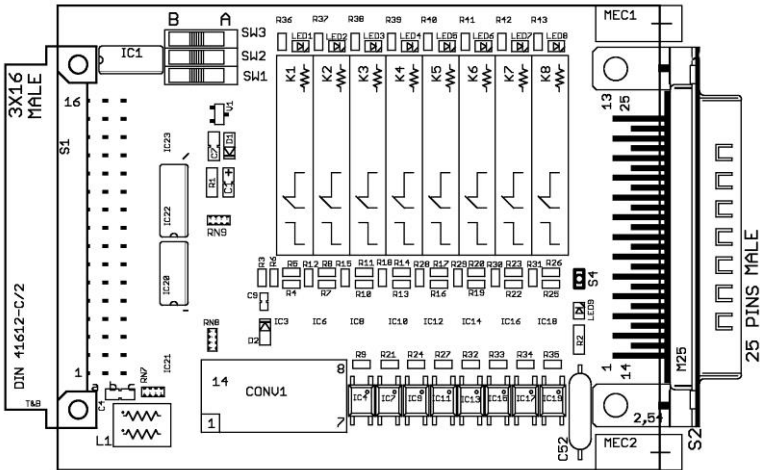 B A
SW3
SW2
SW1
IC1
R36 R37 R38 R39 R40 R41 R42 R43
LED1 LED2 LED3 LED4 LED5 LED6 LED7 LED8
K1 K2 K3 K4 K5 K6 K7 K8
MEC1
3X16
MALE
S1
16
1
a b c
DIN 41612-C/2
T&B
V1
C7
D1
R1
C1 +
RN9
IC23
IC22
IC20
IC21
13
25
1
14
M25
2,54
S2
25 PINS MALE
R3 R6 R5 R12 R8 R15 R11 R18 R14 R28 R17 R29 R20 R30 R23 R31 R26
R4 R7 R10 R13 R16 R19 R22 R25
S4
LED9
R2
C9
D2
RN8
IC3 IC6 IC8 IC10 IC12 IC14 IC16 IC18
R9 R21 R24 R27 R32 R33 R34 R35
14
8
CONV1
1
7
IC4 IC7 IC9 IC11 IC13 IC15 IC17 IC19
C52
MEC2
C4
RN7
L1